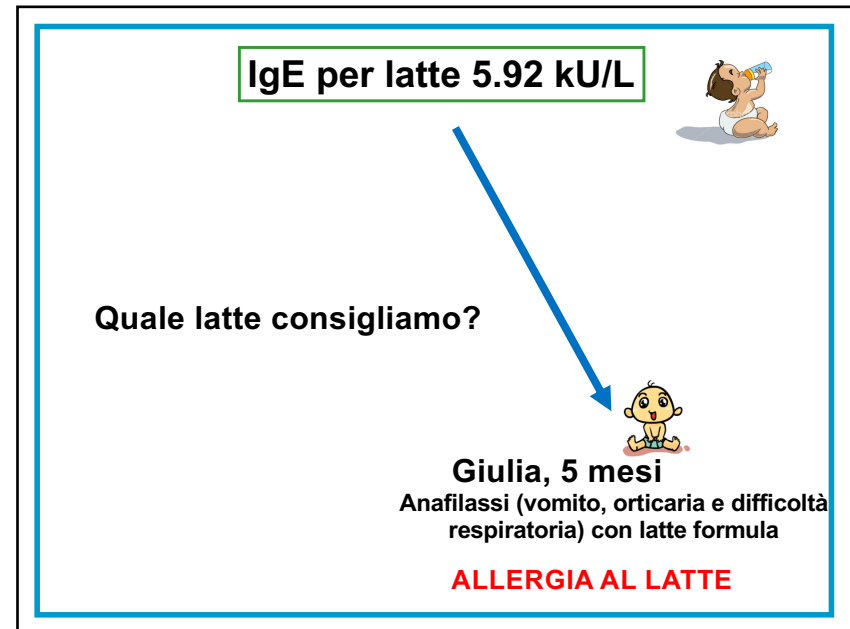 IgE per latte 5.92 kU/L
Quale latte consigliamo?
Giulia, 5 mesi
Anafilassi (vomito, orticaria e difficoltà
respiratoria) con latte formula
ALLERGIA AL LATTE